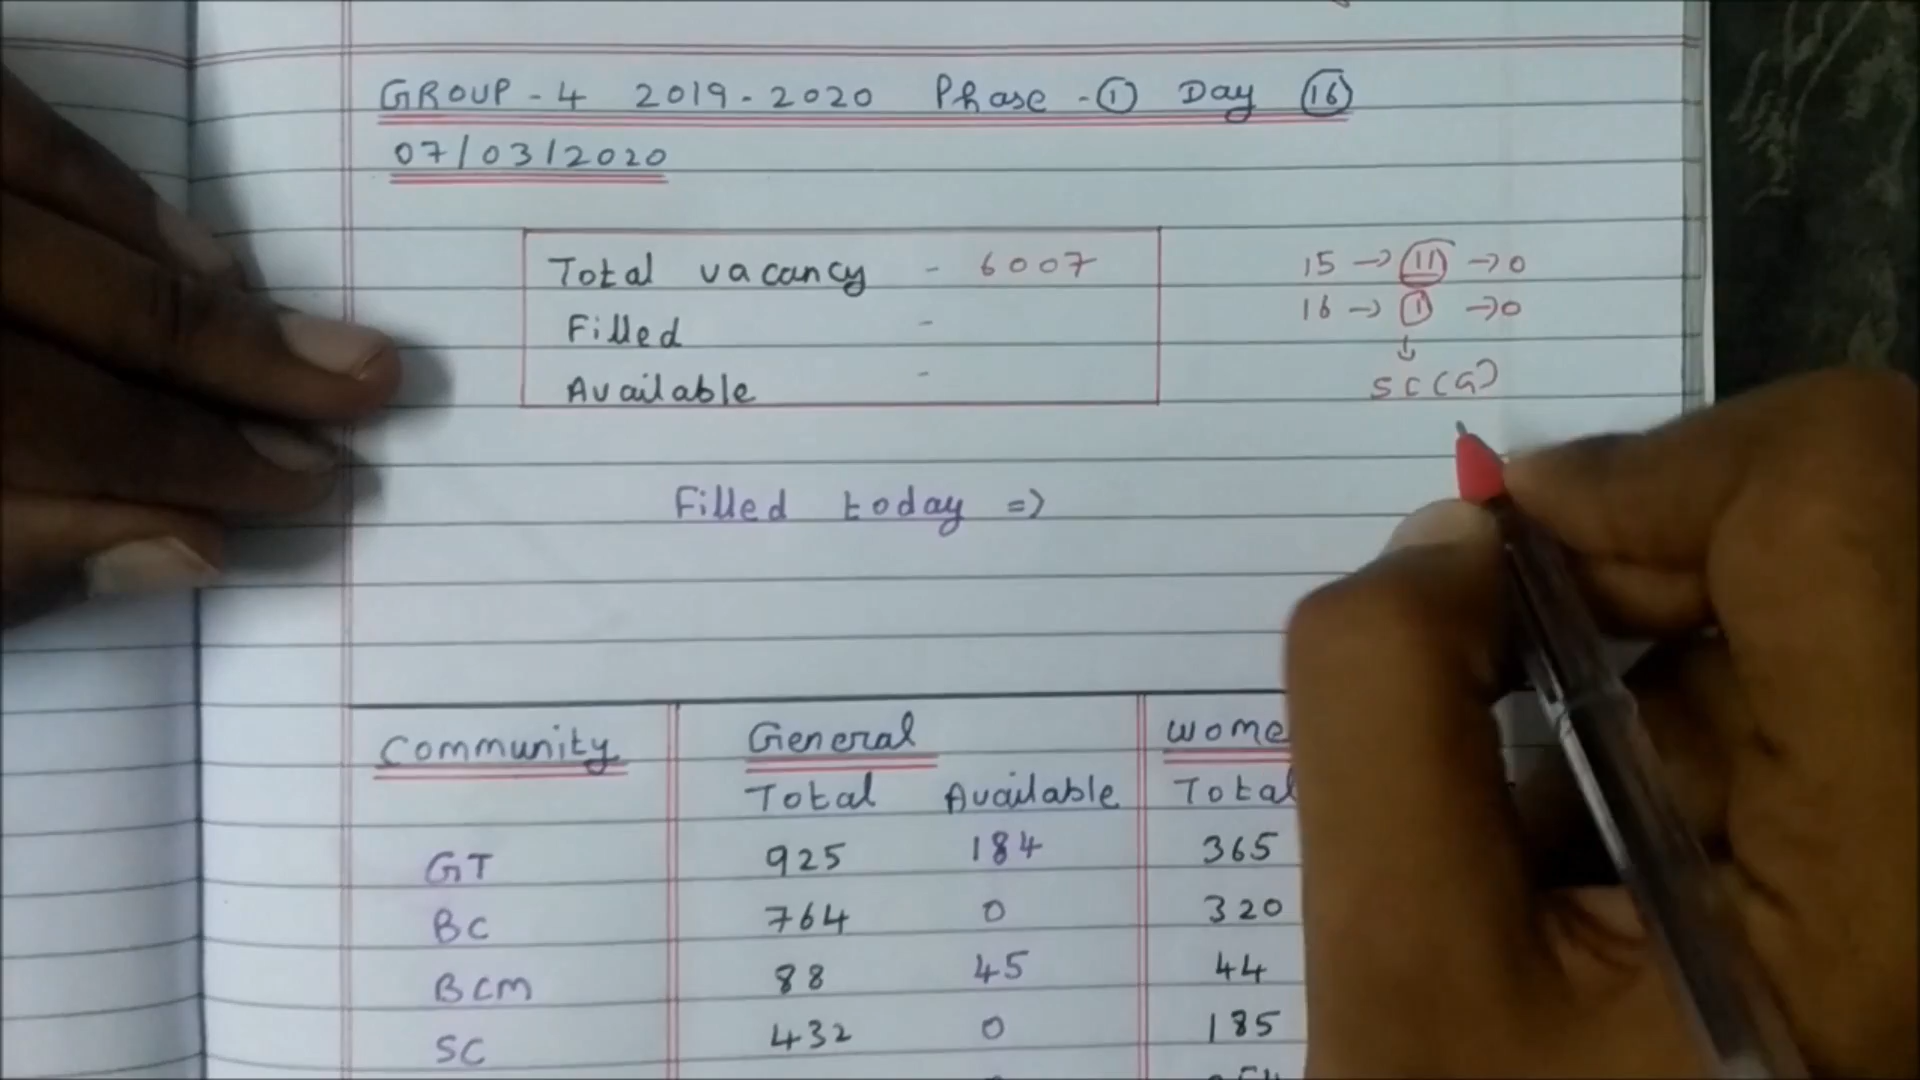 GROUP - 4 2019 - 2020 Phase - 1 Day 16
07/03/2020
Total vacancy - 6007
Filled -
Available -
15 → 11 → 0
16 → 1 → 0
↓
SC(G)
Filled today =>
Community General Wome
Total Available Total
GT 925 184 365
BC 764 0 320
BCM 88 45 44
SC 432 0 185